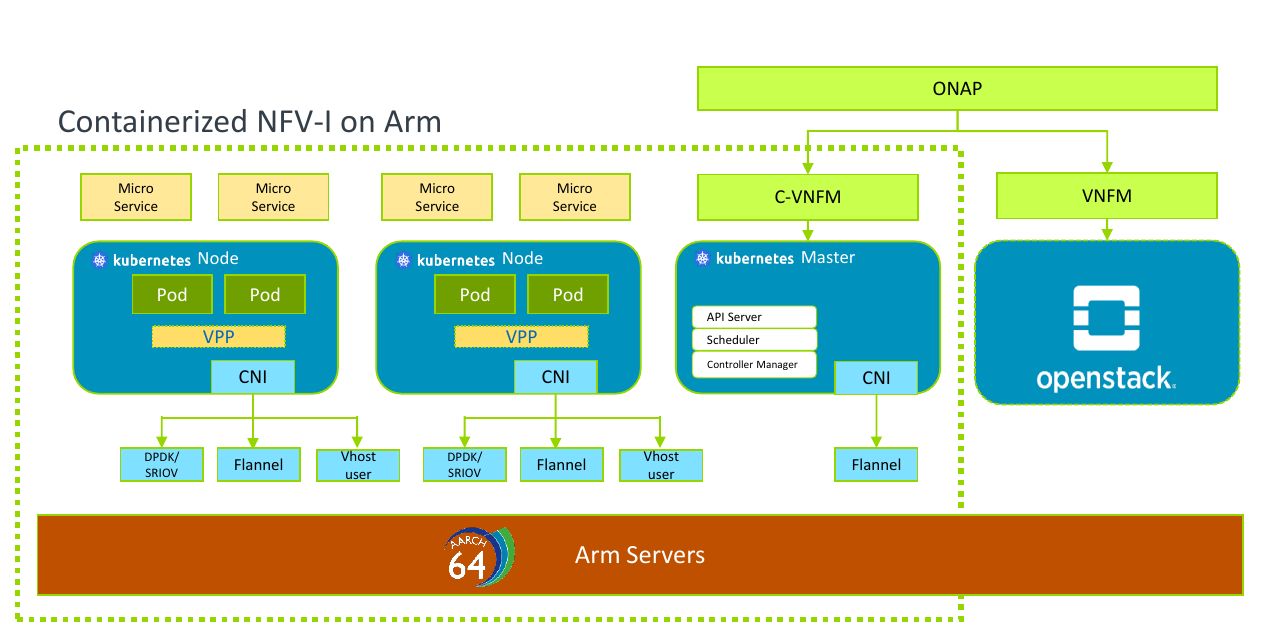 ONAP
Containerized NFV-I on Arm
Micro
Service
Micro
Service
Micro
Service
Micro
Service
C-VNFM
VNFM
kubernetes Node
Pod
Pod
VPP
CNI
kubernetes Node
Pod
Pod
VPP
CNI
kubernetes Master
API Server
Scheduler
Controller Manager
CNI
openstack
DPDK/
SRIOV
Flannel
Vhost
user
DPDK/
SRIOV
Flannel
Vhost
user
Flannel
AARCH
64
Arm Servers